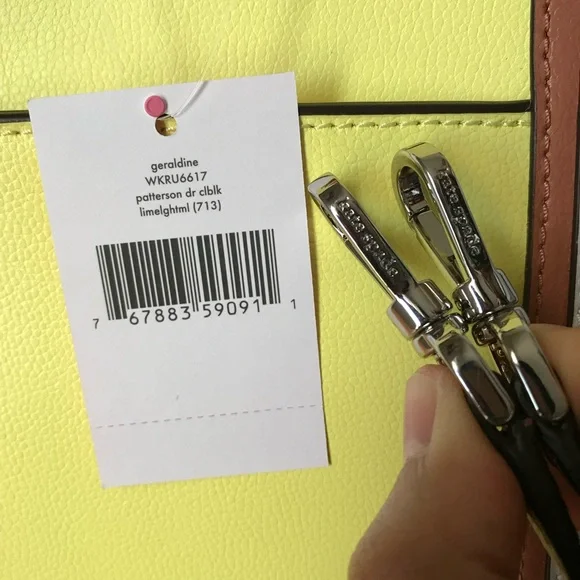 geraldine
WKRU6617
patterson dr clblk
limelghtml (713)
7 67883 59091 1
kate spade
kate spade